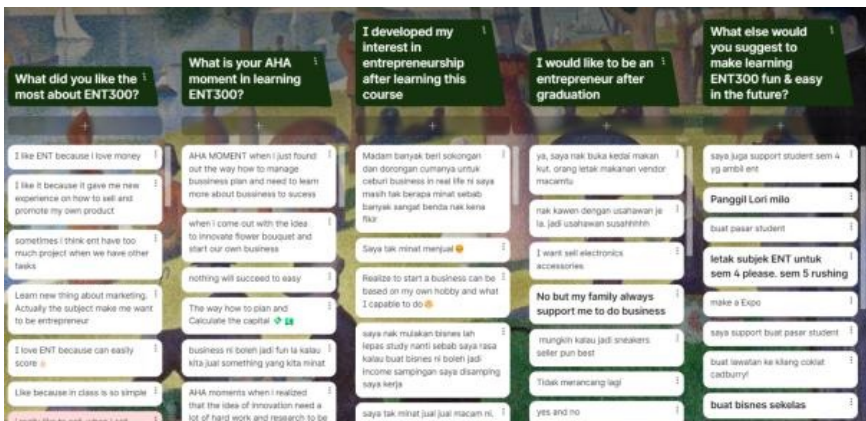 What did you like the
most about ENT300?
I like ENT because i love money
I like it because it gave me new
experience on how to sell and
promote my own product
sometimes i think ent have too
much project when we have other
tasks
Learn new thing about marketing.
Actually the subject make me want
to be entrepreneur
I love ENT because can easily
score
Like because in class is so simple
What is your AHA
moment in learning
ENT300?
AHA MOMENT when i just found
out the way how to manage
bussiness plan and need to learn
more about bussiness to sucess
when i come out with the idea
to innovate flower bouquet and
start our own business
nothing will succeed to easy
The way how to plan and
Calculate the capital
business ni boleh jadi fun la kalau
kita jual something yang kita minat
AHA moments when i realized
that the idea of innovation need a
lot of hard work and research to be
I developed my
interest in
entrepreneurship
after learning this
course
Madam banyak beri sokongan
dan dorongan cumanya untuk
ceburi business in real life ni saya
masih tak berapa minat sebab
banyak sangat benda nak kena
fikir
Saya tak minat menjual
Realize to start a business can be
based on my own hobby and what
I capable to do
saya nak mulakan bisnes lah
lepas study nanti sebab saya rasa
kalau buat bisnes ni boleh jadi
income sampingan saya disamping
saya kerja
saya tak minat jual jual macam ni.
I would like to be an
entrepreneur after
graduation
ya, saya nak buka kedai makan
kut. orang letak makanan vendor
macamtu
nak kawen dengan usahawan je
la. jadi usahawan susahhhhh
I want sell electronics
accessories
No but my family always
support me to do business
mungkin kalau jadi sneakers
seller pun best
Tidak merancang lagi
yes and no
What else would
you suggest to
make learning
ENT300 fun & easy
in the future?
saya juga support student sem 4
yg ambil ent
Panggil Lori milo
buat pasar student
letak subjek ENT untuk
sem 4 please. sem 5 rushing
make a Expo
saya support buat pasar student
buat lawatan ke kilang coklat
cadburry!
buat bisnes sekelas